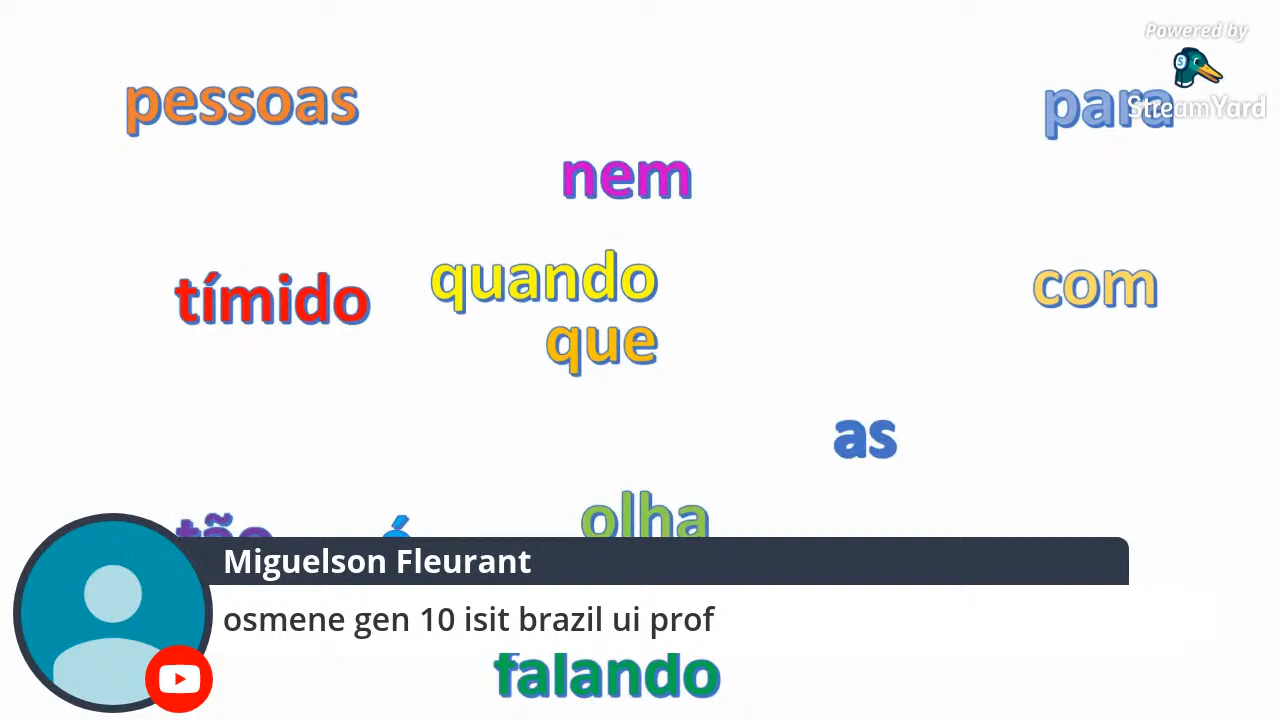 Powered by
StreamYard
pessoas
para
nem
quando
tímido
com
que
as
olha
tão
é
Miguelson Fleurant
osmene gen 10 isit brazil ui prof
falando